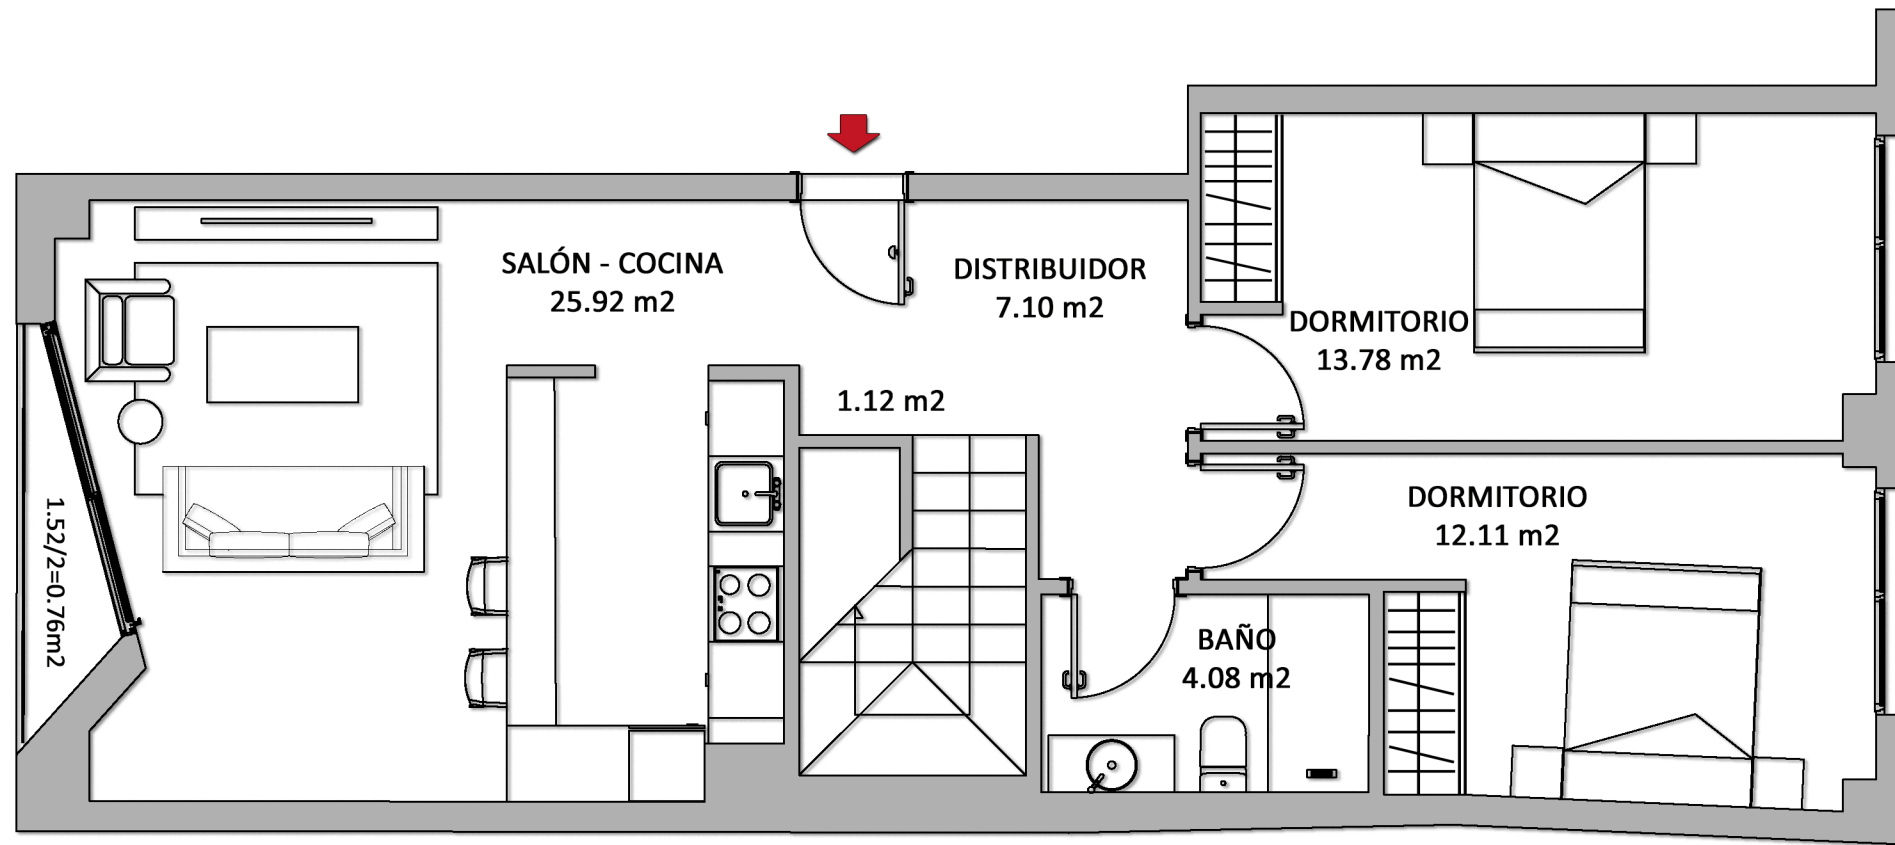 SALÓN - COCINA
25.92 m2
DISTRIBUIDOR
7.10 m2
DORMITORIO
13.78 m2
1.12 m2
DORMITORIO
12.11 m2
1.52/2=0.76m2
BAÑO
4.08 m2